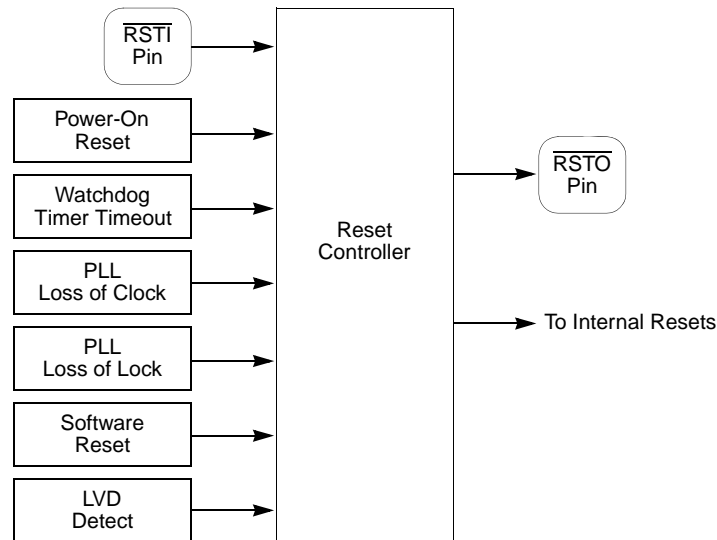 RSTI
Pin
Power-On
Reset
Watchdog
Timer Timeout
PLL
Loss of Clock
PLL
Loss of Lock
Software
Reset
LVD
Detect
Reset
Controller
RSTO
Pin
To Internal Resets